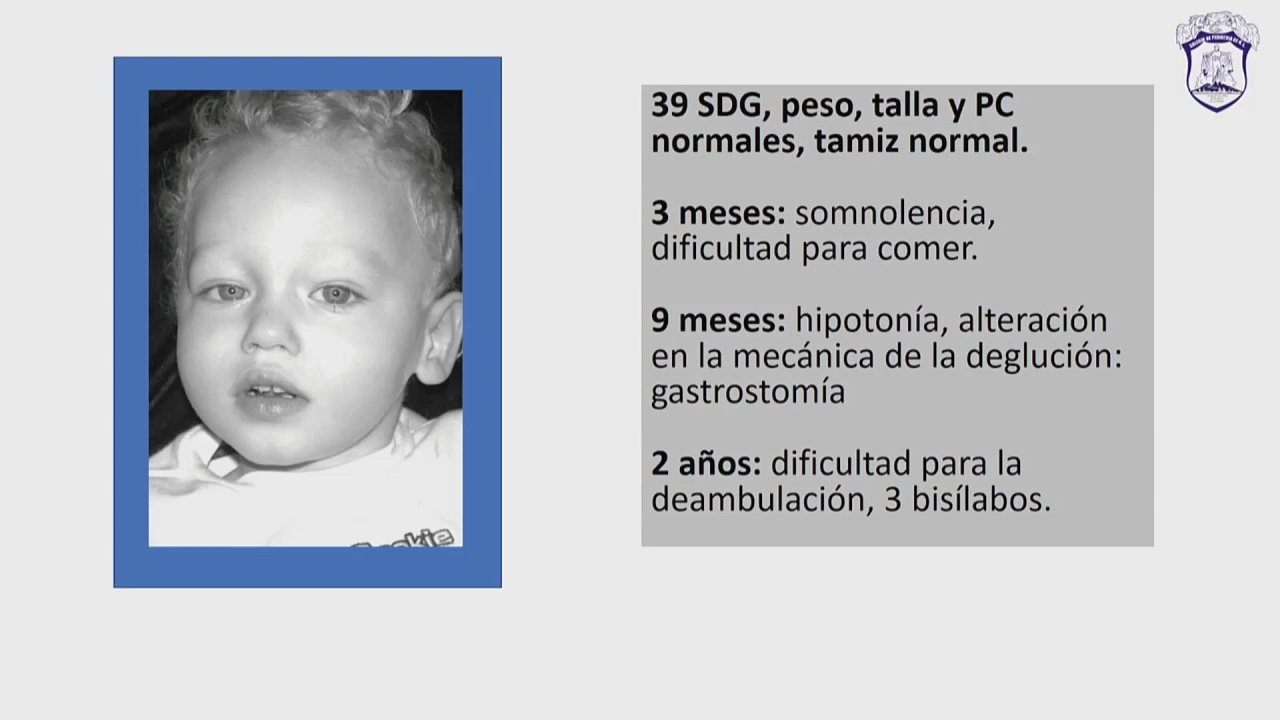 39 SDG, peso, talla y PC
normales, tamiz normal.
3 meses: somnolencia,
dificultad para comer.
9 meses: hipotonía, alteración
en la mecánica de la deglución:
gastrostomía
2 años: dificultad para la
deambulación, 3 bisílabos.